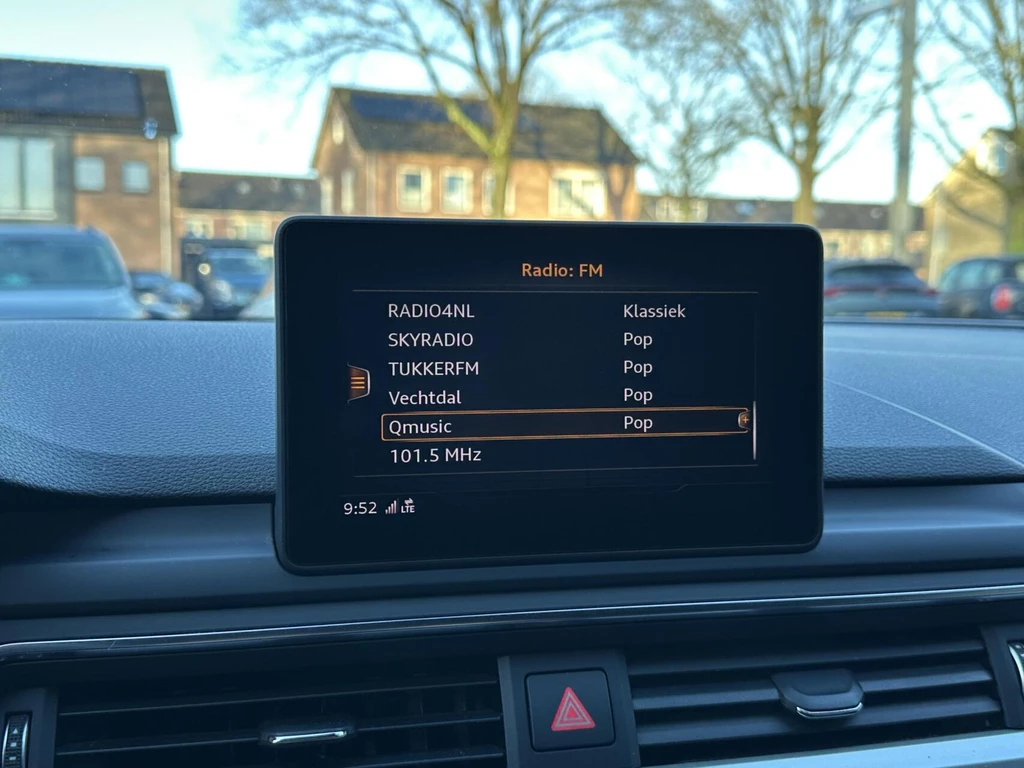 Radio: FM
RADIO4NL Klassiek
SKYRADIO Pop
TUKKERFM Pop
Vechtdal Pop
Qmusic Pop
101.5 MHz
9:52 LTE